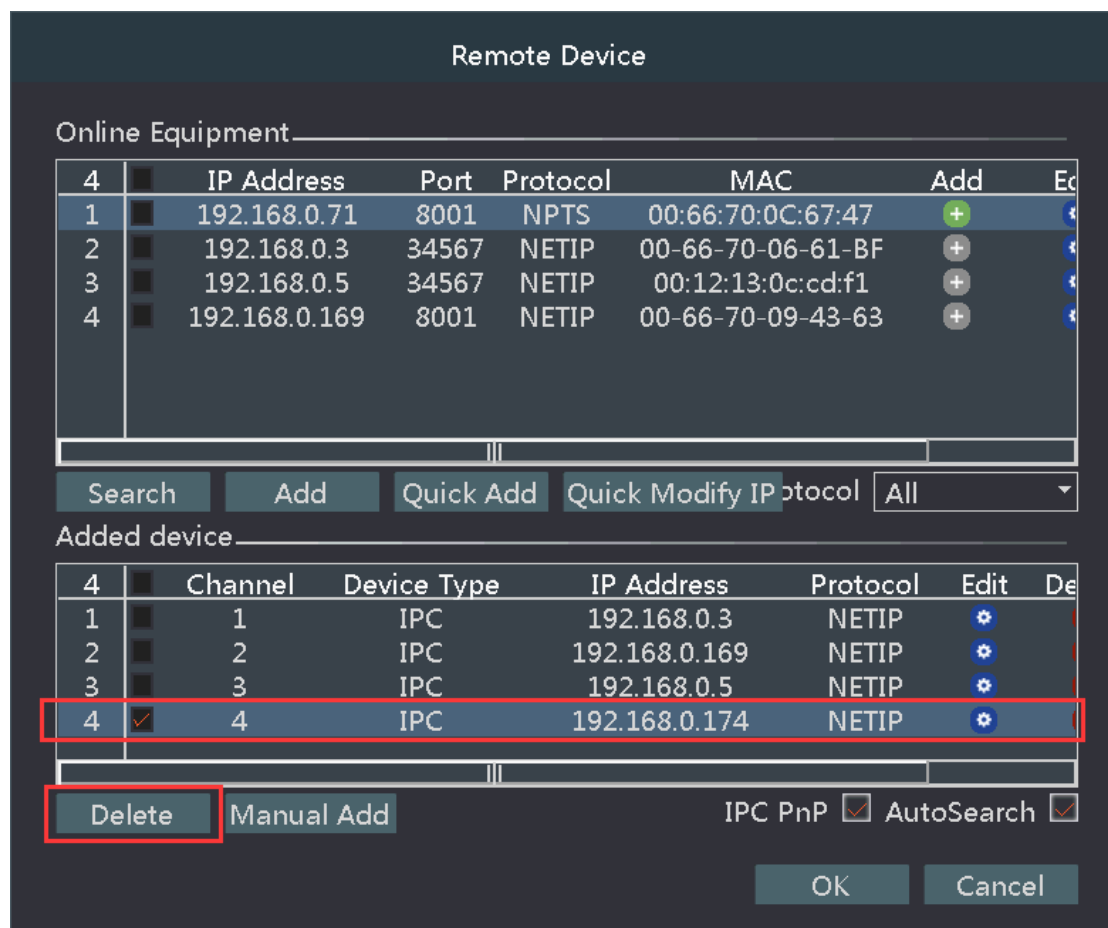 Remote Device
Online Equipment
4 IP Address Port Protocol MAC Add
1 192.168.0.71 8001 NPTS 00:66:70:0C:67:47
2 192.168.0.3 34567 NETIP 00-66-70-06-61-BF
3 192.168.0.5 34567 NETIP 00:12:13:0c:cd:f1
4 192.168.0.169 8001 NETIP 00-66-70-09-43-63
Search Add Quick Add Quick Modify IP otocol All
Added device
4 Channel Device Type IP Address Protocol Edit De
1 1 IPC 192.168.0.3 NETIP
2 2 IPC 192.168.0.169 NETIP
3 3 IPC 192.168.0.5 NETIP
4 4 IPC 192.168.0.174 NETIP
Delete Manual Add IPC PnP AutoSearch
OK Cancel